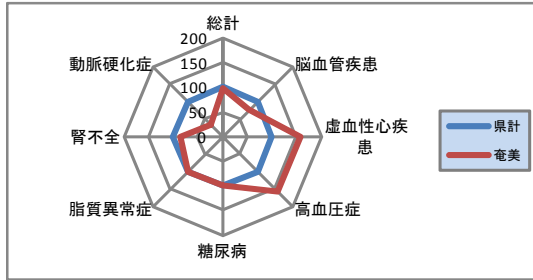 総計
200
150
100
50
0
脳血管疾患
虚血性心疾
患
高血圧症
糖尿病
脂質異常症
腎不全
動脈硬化症
県計
奄美